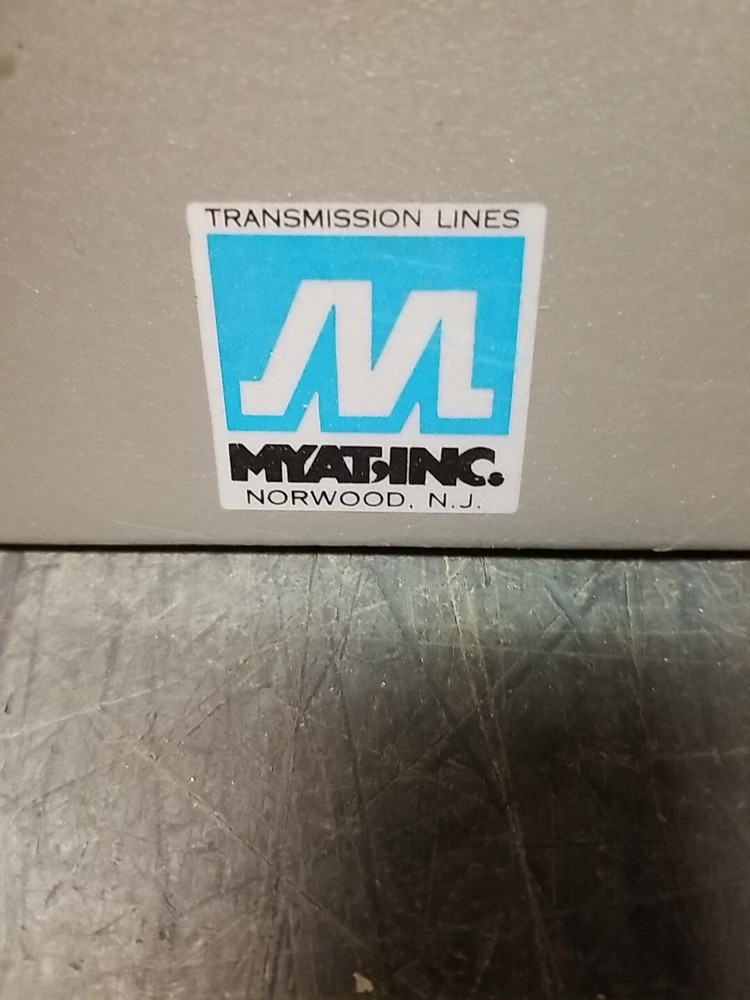 TRANSMISSION LINES
M
MYAT, INC.
NORWOOD, N.J.